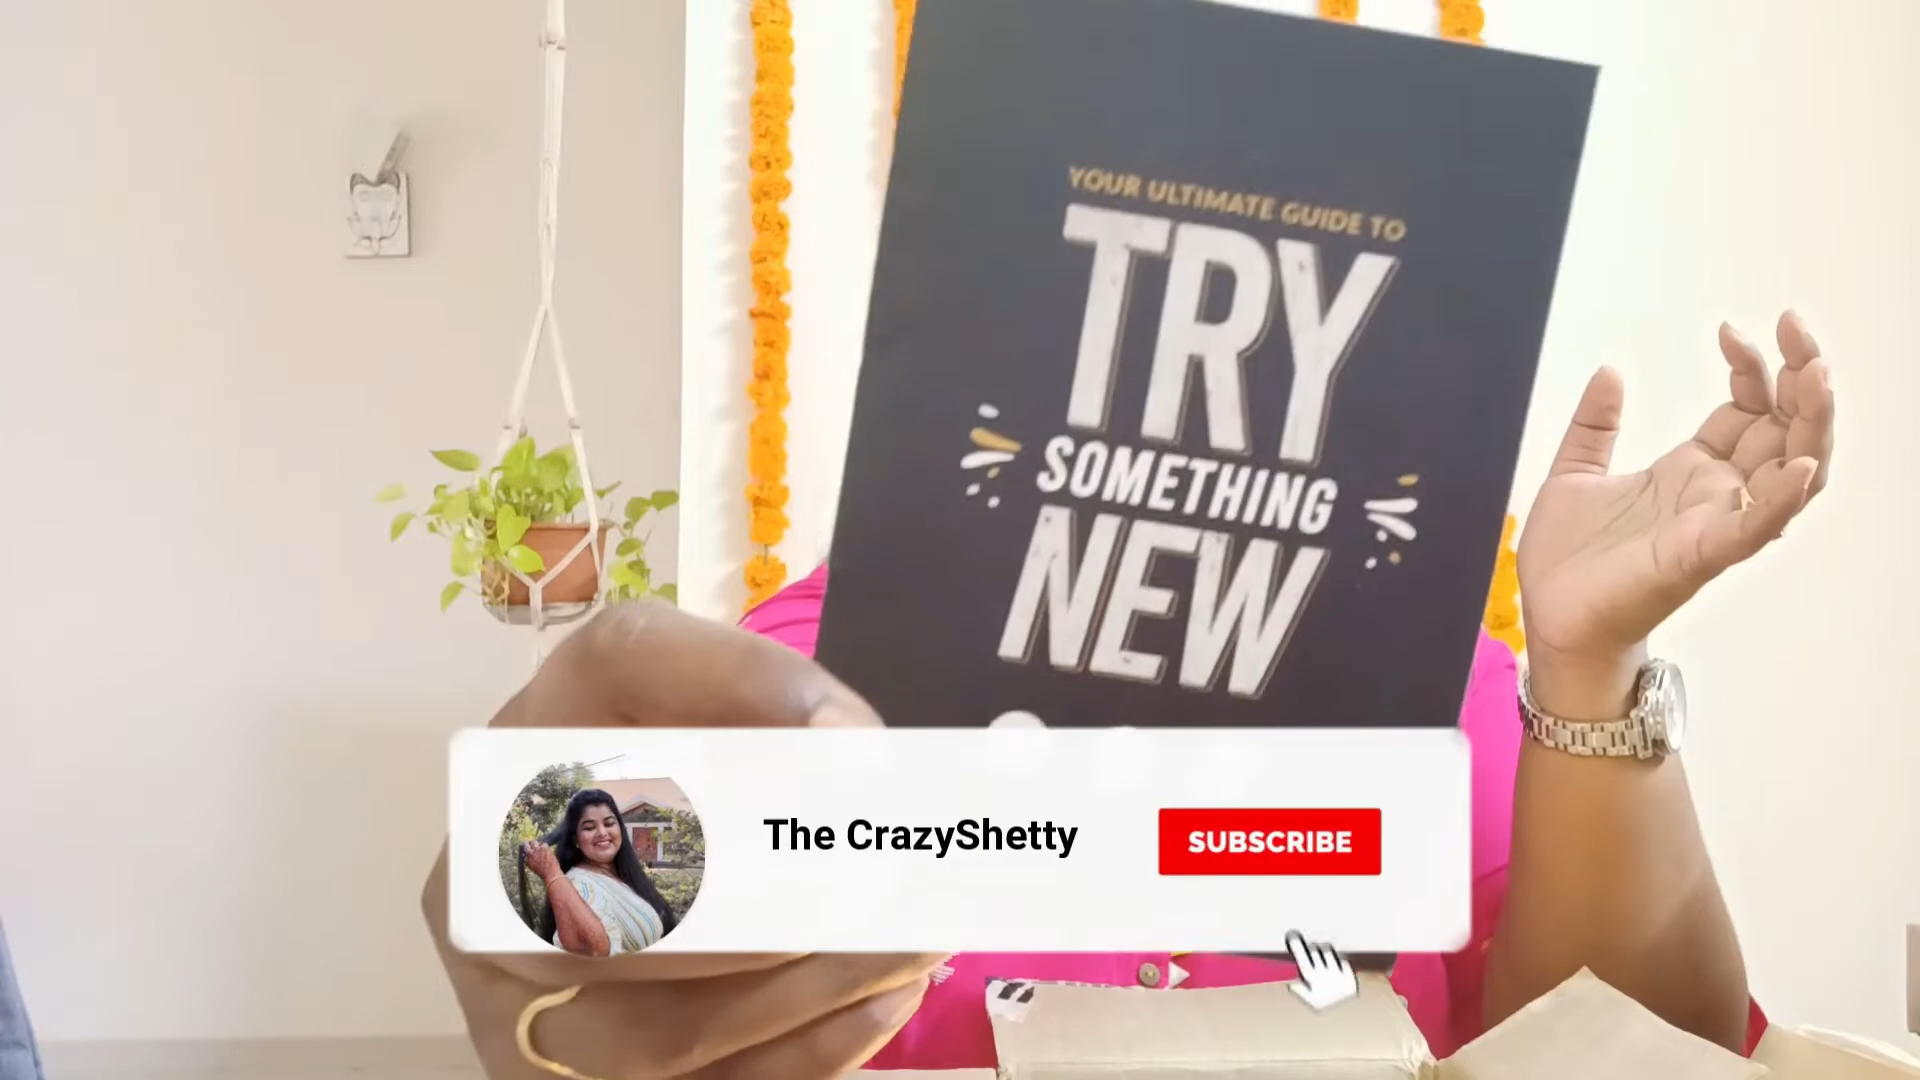 YOUR ULTIMATE GUIDE TO
TRY
SOMETHING
NEW
The CrazyShetty
SUBSCRIBE